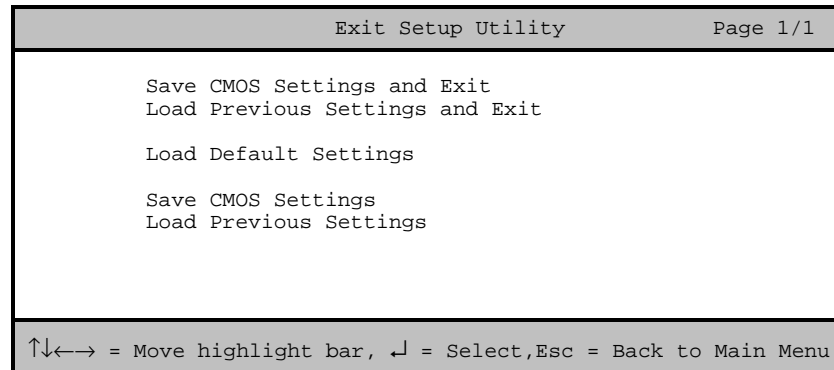 Exit Setup Utility Page 1/1
Save CMOS Settings and Exit
Load Previous Settings and Exit
Load Default Settings
Save CMOS Settings
Load Previous Settings
↑↓←→ = Move highlight bar, ↵ = Select,Esc = Back to Main Menu